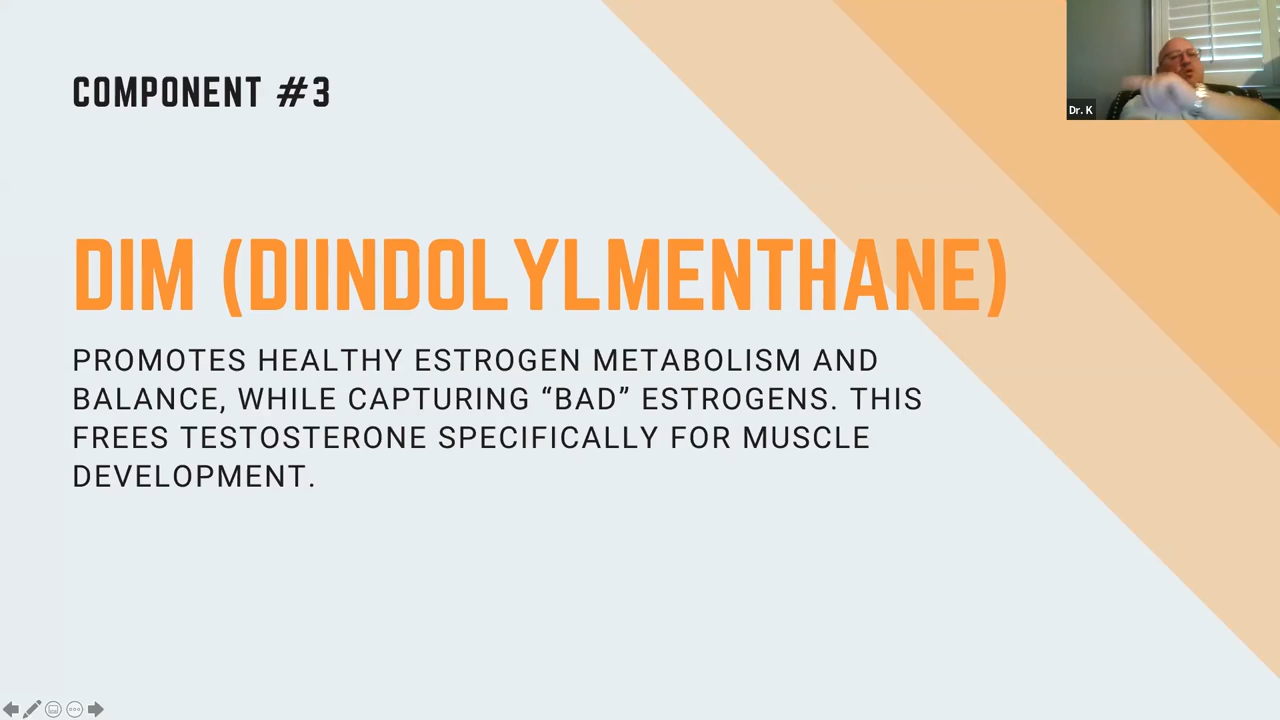 COMPONENT #3
Dr. K
DIM (DIINDOLYLMENTHANE)
PROMOTES HEALTHY ESTROGEN METABOLISM AND
BALANCE, WHILE CAPTURING “BAD” ESTROGENS. THIS
FREES TESTOSTERONE SPECIFICALLY FOR MUSCLE
DEVELOPMENT.